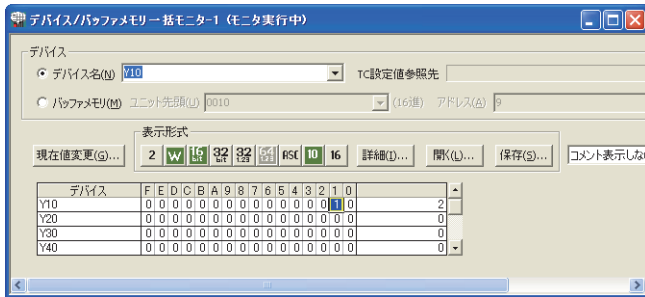 デバイス/バッファメモリ一括モニタ-1 (モニタ実行中)
デバイス
デバイス名(N) Y10 TC設定値参照先
バッファメモリ(M) ユニット先頭(U) 0010 (16進) アドレス(A) 9
表示形式
現在値変更(G)... 2 W 16 bit 32 bit 32 1.23 64 1.23 ASC 10 16 詳細(I)... 開く(L)... 保存(S)... コメント表示しな
デバイス F E D C B A 9 8 7 6 5 4 3 2 1 0
Y10 0 0 0 0 0 0 0 0 0 0 0 0 0 0 1 0 2
Y20 0 0 0 0 0 0 0 0 0 0 0 0 0 0 0 0 0
Y30 0 0 0 0 0 0 0 0 0 0 0 0 0 0 0 0 0
Y40 0 0 0 0 0 0 0 0 0 0 0 0 0 0 0 0 0